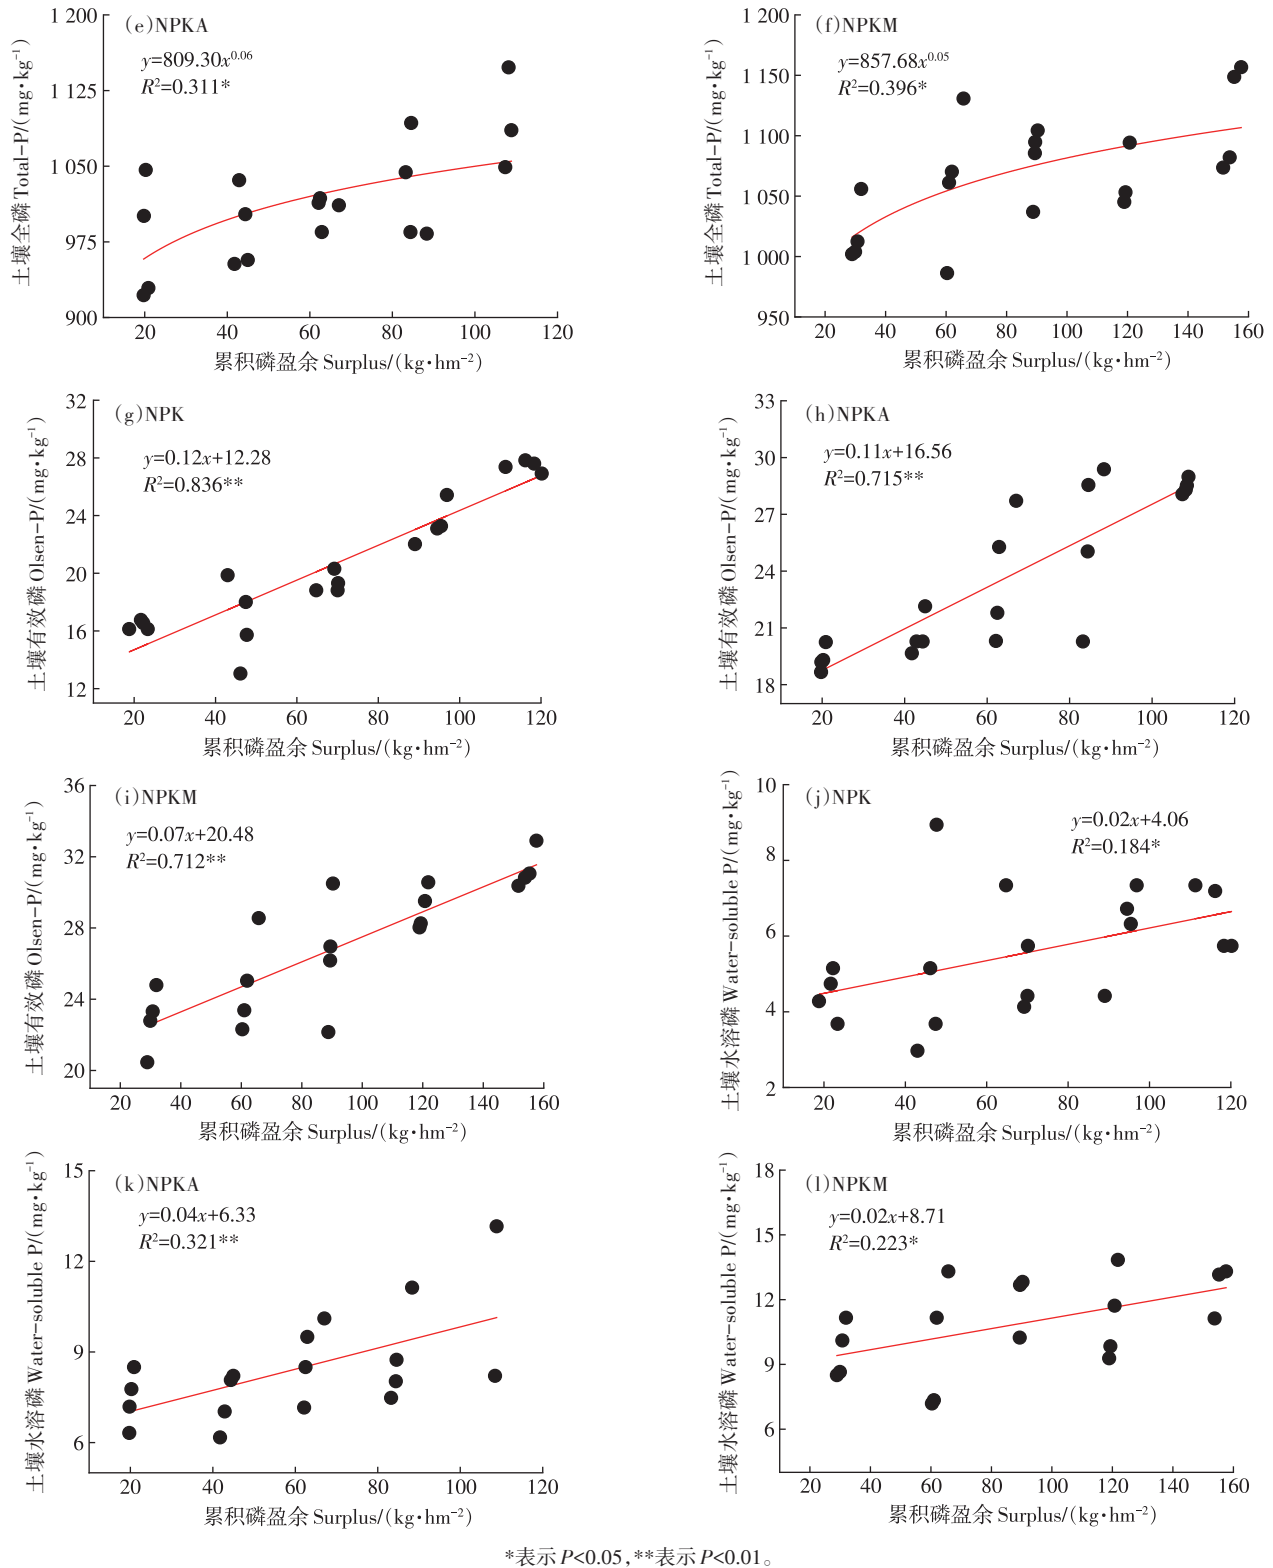 (e)NPKA
y=809.30x^0.06
R²=0.311*
1 200
1 125
1 050
975
900
20 40 60 80 100 120
土壤全磷 Total-P/(mg·kg⁻¹)
累积磷盈余 Surplus/(kg·hm⁻²)
(f)NPKM
y=857.68x^0.05
R²=0.396*
1 200
1 150
1 100
1 050
1 000
950
20 40 60 80 100 120 140 160
土壤全磷 Total-P/(mg·kg⁻¹)
累积磷盈余 Surplus/(kg·hm⁻²)
(g)NPK
y=0.12x+12.28
R²=0.836**
32
28
24
20
16
12
20 40 60 80 100 120
土壤有效磷 Olsen-P/(mg·kg⁻¹)
累积磷盈余 Surplus/(kg·hm⁻²)
(h)NPKA
y=0.11x+16.56
R²=0.715**
33
30
27
24
21
18
20 40 60 80 100 120
土壤有效磷 Olsen-P/(mg·kg⁻¹)
累积磷盈余 Surplus/(kg·hm⁻²)
(i)NPKM
y=0.07x+20.48
R²=0.712**
36
32
28
24
20
20 40 60 80 100 120 140 160
土壤有效磷 Olsen-P/(mg·kg⁻¹)
累积磷盈余 Surplus/(kg·hm⁻²)
(j)NPK
y=0.02x+4.06
R²=0.184*
10
8
6
4
2
20 40 60 80 100 120
土壤水溶磷 Water-soluble P/(mg·kg⁻¹)
累积磷盈余 Surplus/(kg·hm⁻²)
(k)NPKA
y=0.04x+6.33
R²=0.321**
15
12
9
6
20 40 60 80 100 120
土壤水溶磷 Water-soluble P/(mg·kg⁻¹)
累积磷盈余 Surplus/(kg·hm⁻²)
(l)NPKM
y=0.02x+8.71
R²=0.223*
18
15
12
9
6
20 40 60 80 100 120 140 160
土壤水溶磷 Water-soluble P/(mg·kg⁻¹)
累积磷盈余 Surplus/(kg·hm⁻²)
*表示 P<0.05,**表示 P<0.01。